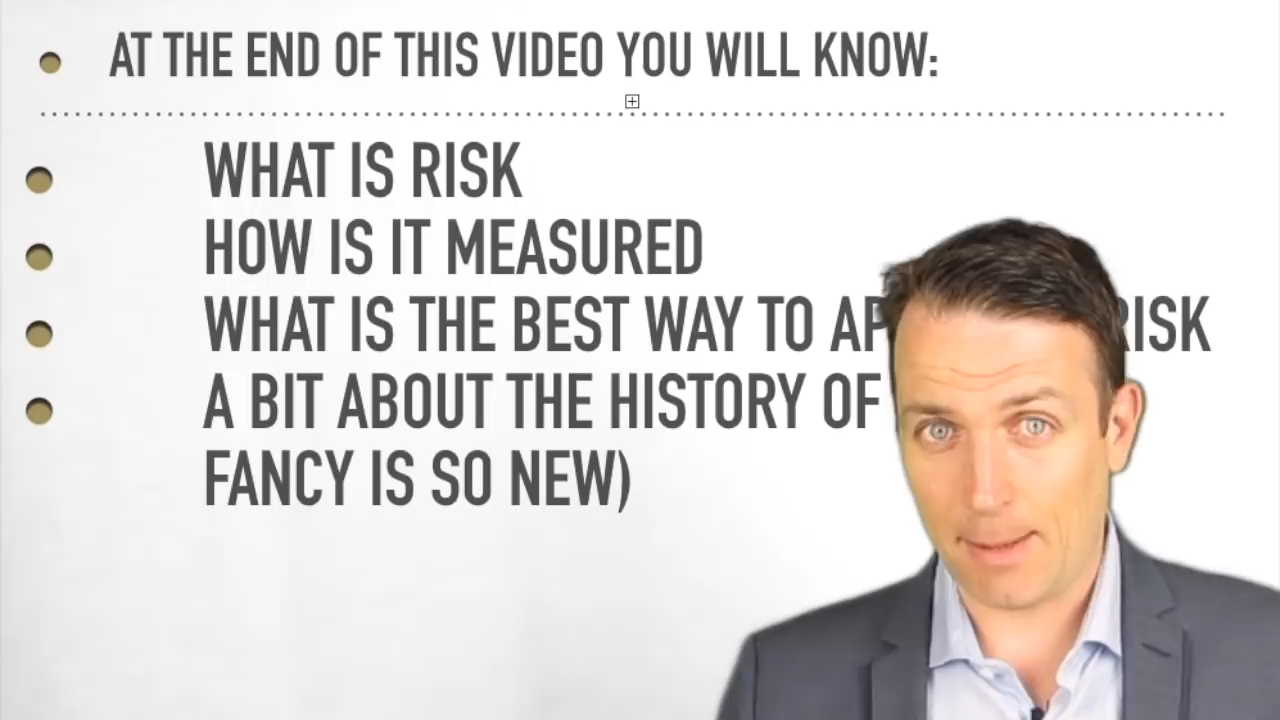 AT THE END OF THIS VIDEO YOU WILL KNOW:
WHAT IS RISK
HOW IS IT MEASURED
WHAT IS THE BEST WAY TO RISK
A BIT ABOUT THE HISTORY OF
FANCY IS SO NEW)